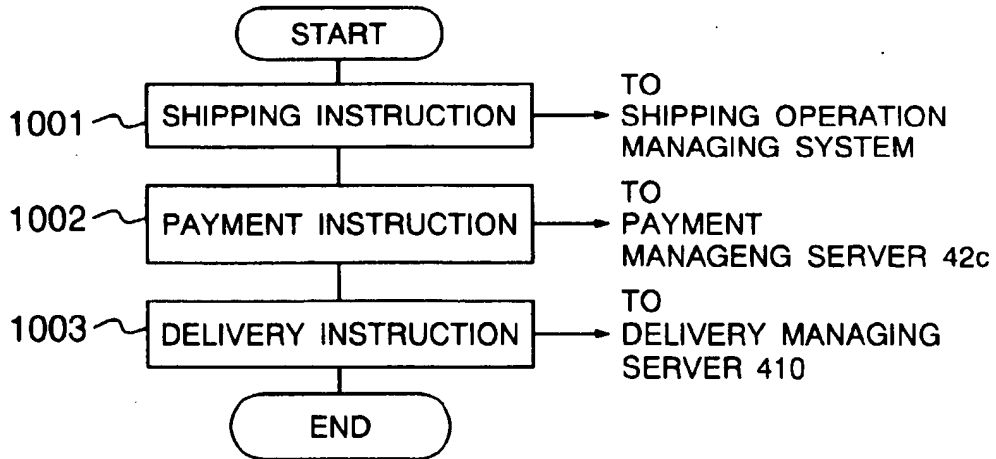 START
1001
SHIPPING INSTRUCTION
TO
SHIPPING OPERATION
MANAGING SYSTEM
1002
PAYMENT INSTRUCTION
TO
PAYMENT
MANAGENG SERVER 42c
1003
DELIVERY INSTRUCTION
TO
DELIVERY MANAGING
SERVER 410
END